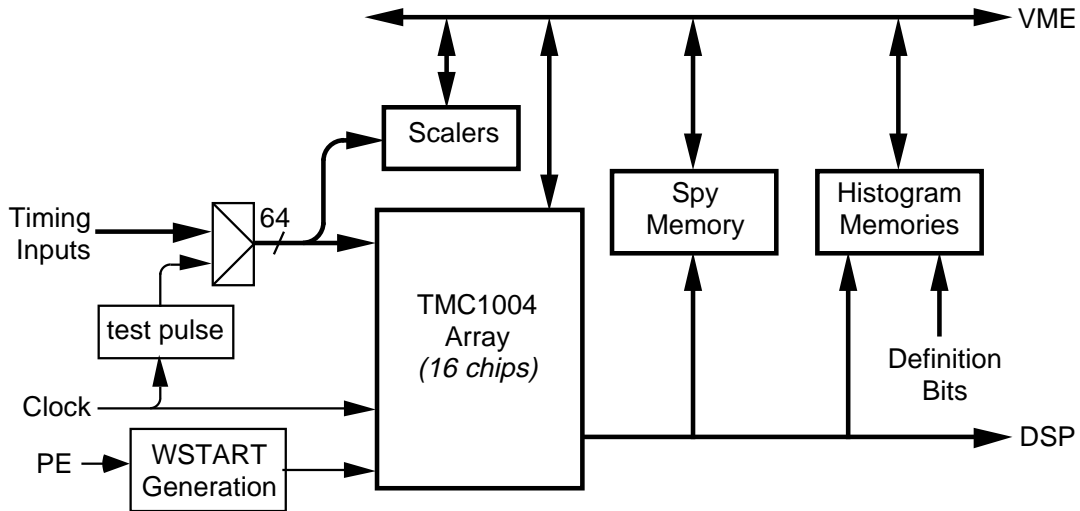 VME
Scalers
Spy
Memory
Histogram
Memories
Timing
Inputs
64
TMC1004
Array
(16 chips)
test pulse
Definition
Bits
Clock
DSP
PE
WSTART
Generation